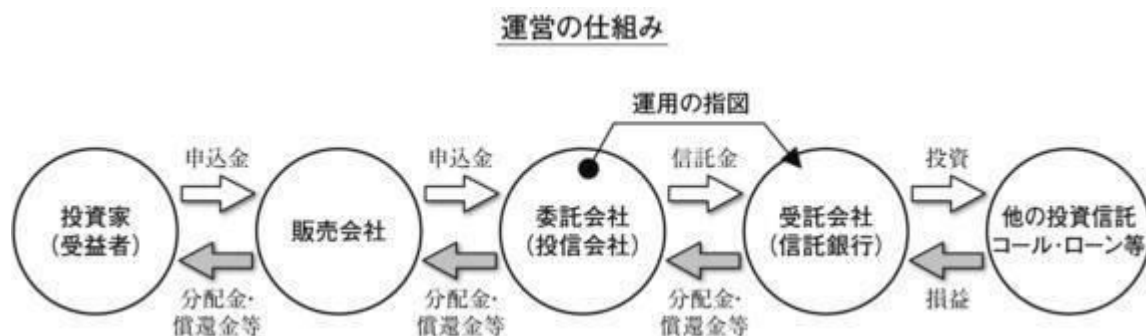 運営の仕組み
運用の指図
申込金
申込金
信託金
投資
投資家
(受益者)
販売会社
委託会社
(投信会社)
受託会社
(信託銀行)
他の投資信託
コール・ローン等
分配金・
償還金等
分配金・
償還金等
分配金・
償還金等
損益